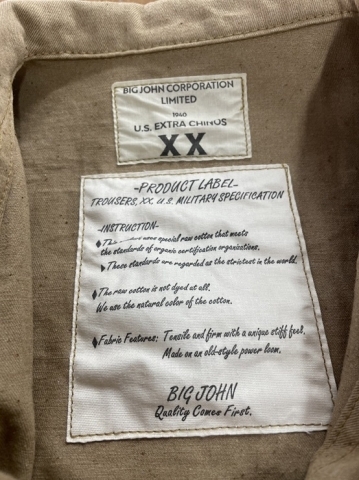 BIG JOHN CORPORATION
LIMITED
1940
U.S. EXTRA CHINOS
XX
-PRODUCT LABEL-
TROUSERS, XX, U.S. MILITARY SPECIFICATION
-INSTRUCTION-
♦This uses special raw cotton that meets
the standards of organic certification organisations.
▶These standards are regarded as the strictest in the world.
♦The raw cotton is not dyed at all.
We use the natural color of the cotton.
♦Fabric Features: Tensile and firm with a unique stiff feel.
Made on an old-style power loom.
BIG JOHN
Quality Comes First.